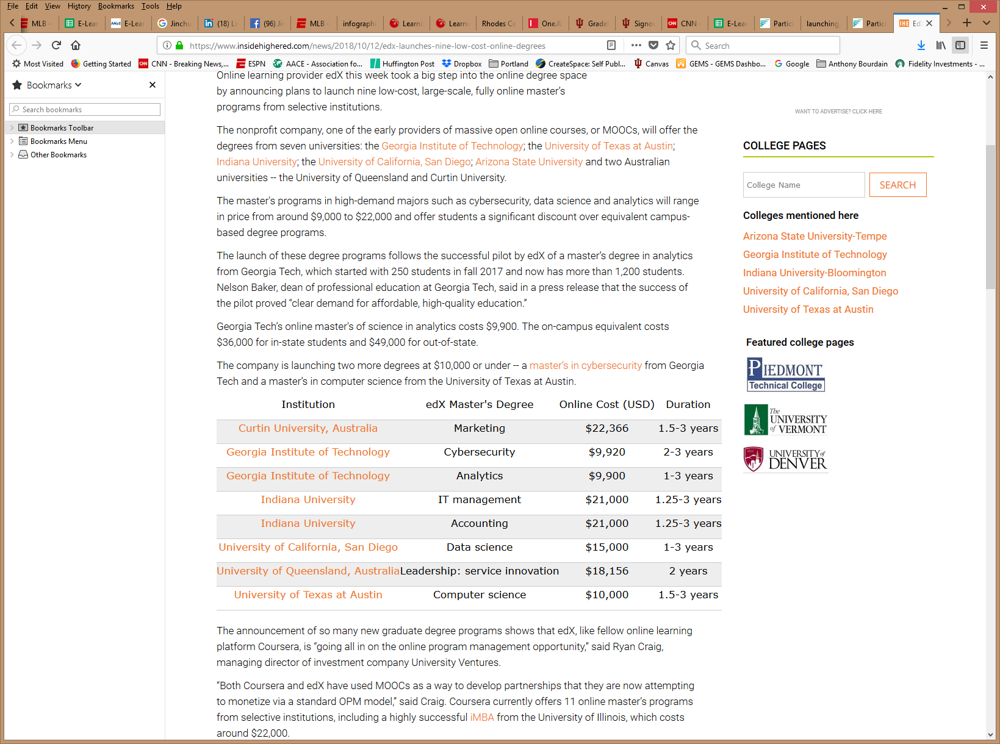 File Edit View History Bookmarks Tools Help
MLB - E-Lear E-Lear Jinchu (18) Li (96) Jir MLB - infographi Learni Learni Rhodes Co One.IU Gradel Signou CNN - E-Lear Partici launching. Partici Ed
https://www.insidehighered.com/news/2018/10/12/edx-launches-nine-low-cost-online-degrees
Search
Most Visited Getting Started CNN - Breaking News,... ESPN AACE - Association fo... Huffington Post Dropbox Portland CreateSpace: Self Publ... Canvas GEMS - GEMS Dashbo... Google Anthony Bourdain Fidelity Investments - ...
Bookmarks
Search bookmarks
Bookmarks Toolbar
Bookmarks Menu
Other Bookmarks
Online learning provider edX this week took a big step into the online degree space
by announcing plans to launch nine low-cost, large-scale, fully online master's
programs from selective institutions.
The nonprofit company, one of the early providers of massive open online courses, or MOOCs, will offer the
degrees from seven universities: the Georgia Institute of Technology; the University of Texas at Austin;
Indiana University; the University of California, San Diego; Arizona State University and two Australian
universities -- the University of Queensland and Curtin University.
The master's programs in high-demand majors such as cybersecurity, data science and analytics will range
in price from around $9,000 to $22,000 and offer students a significant discount over equivalent campus-
based degree programs.
The launch of these degree programs follows the successful pilot by edX of a master's degree in analytics
from Georgia Tech, which started with 250 students in fall 2017 and now has more than 1,200 students.
Nelson Baker, dean of professional education at Georgia Tech, said in a press release that the success of
the pilot proved “clear demand for affordable, high-quality education.”
Georgia Tech's online master's of science in analytics costs $9,900. The on-campus equivalent costs
$36,000 for in-state students and $49,000 for out-of-state.
The company is launching two more degrees at $10,000 or under -- a master's in cybersecurity from Georgia
Tech and a master's in computer science from the University of Texas at Austin.
Institution edX Master's Degree Online Cost (USD) Duration
Curtin University, Australia Marketing $22,366 1.5-3 years
Georgia Institute of Technology Cybersecurity $9,920 2-3 years
Georgia Institute of Technology Analytics $9,900 1-3 years
Indiana University IT management $21,000 1.25-3 years
Indiana University Accounting $21,000 1.25-3 years
University of California, San Diego Data science $15,000 1-3 years
University of Queensland, Australia Leadership: service innovation $18,156 2 years
University of Texas at Austin Computer science $10,000 1.5-3 years
The announcement of so many new graduate degree programs shows that edX, like fellow online learning
platform Coursera, is “going all in on the online program management opportunity,” said Ryan Craig,
managing director of investment company University Ventures.
“Both Coursera and edX have used MOOCs as a way to develop partnerships that they are now attempting
to monetize via a standard OPM model,” said Craig. Coursera currently offers 11 online master's programs
from selective institutions, including a highly successful iMBA from the University of Illinois, which costs
around $22,000.
WANT TO ADVERTISE? CLICK HERE
COLLEGE PAGES
College Name SEARCH
Colleges mentioned here
Arizona State University-Tempe
Georgia Institute of Technology
Indiana University-Bloomington
University of California, San Diego
University of Texas at Austin
Featured college pages
PIEDMONT
Technical College
The
UNIVERSITY
of VERMONT
UNIVERSITY of
DENVER